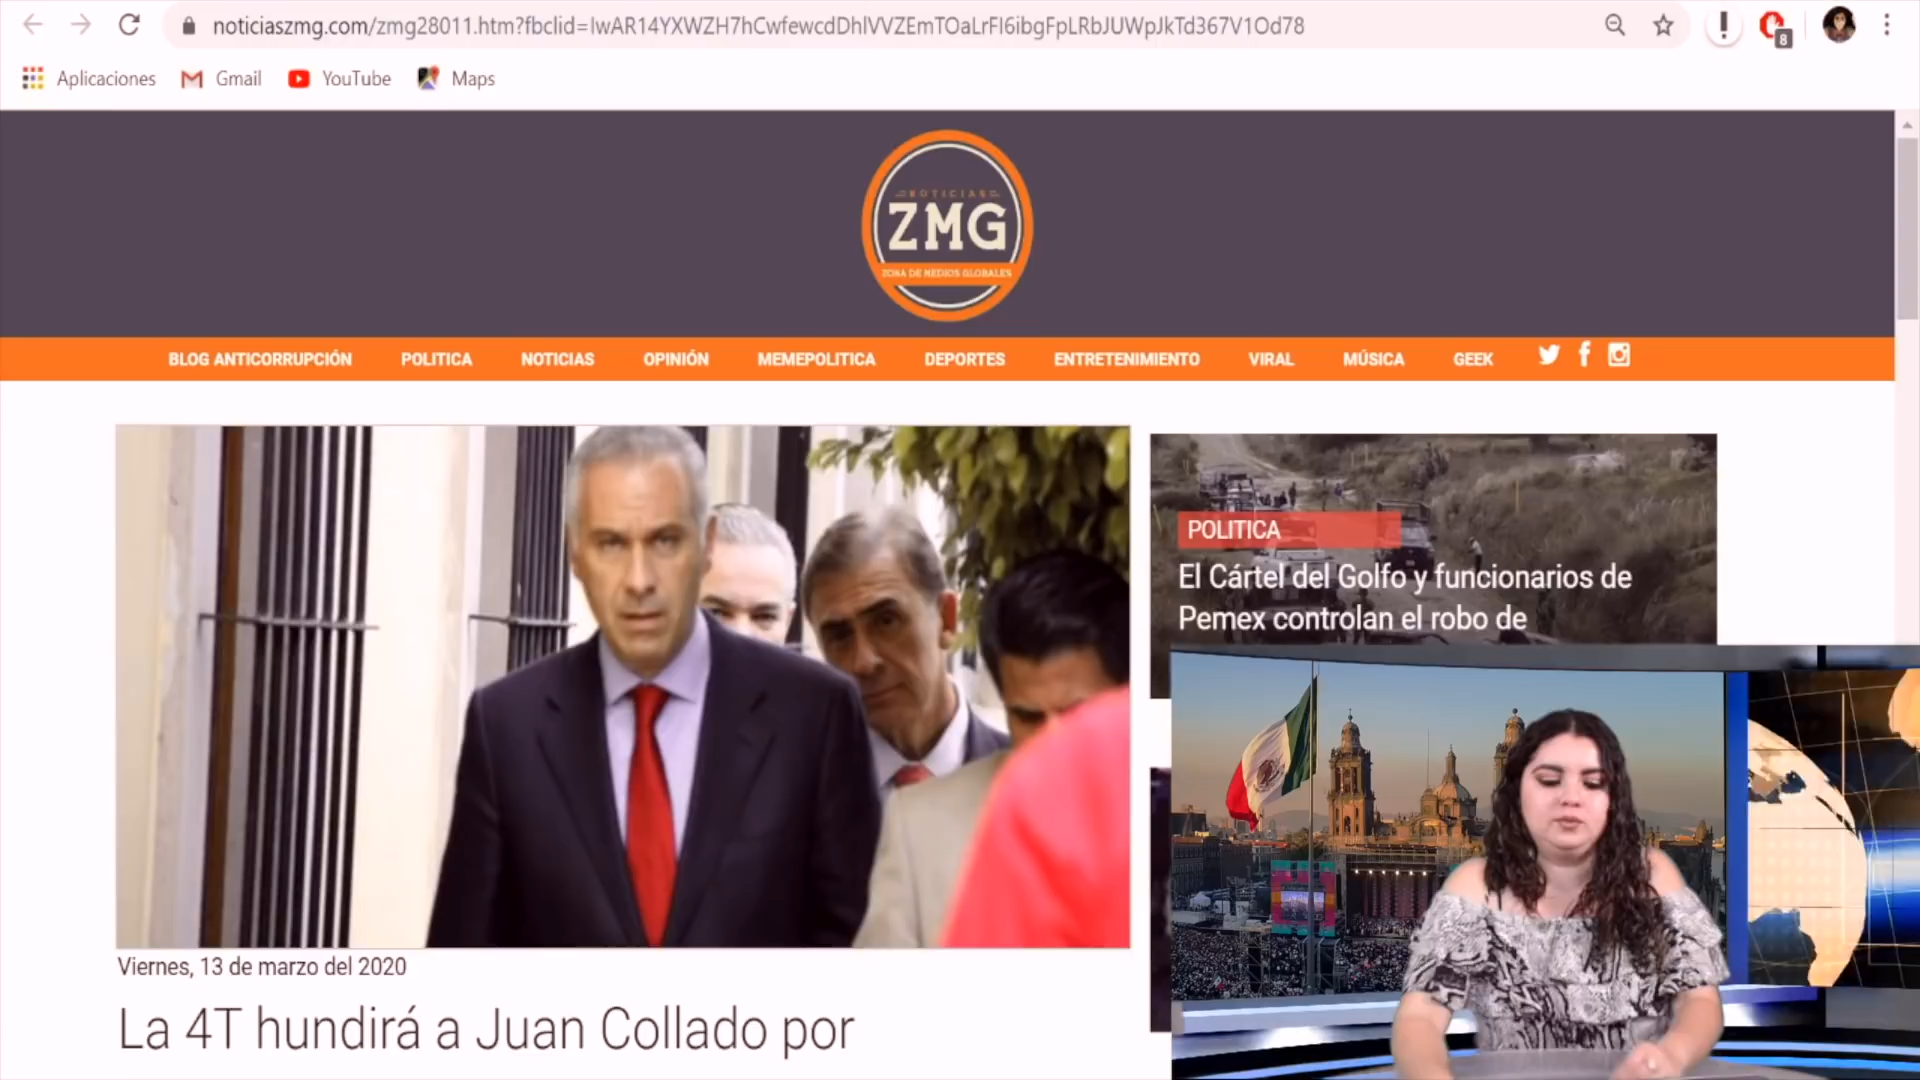 noticiaszmg.com/zmg28011.htm?fbclid=IwAR14YXWZH7hCwfewcdDhlVVZEmTOaLrFI6ibgFpLRbJUWpJkTd367V1Od78
8
Aplicaciones
Gmail
YouTube
Maps
NOTICIAS
ZMG
ZONA DE MEDIOS GLOBALES
BLOG ANTICORRUPCIÓN
POLITICA
NOTICIAS
OPINIÓN
MEMEPOLITICA
DEPORTES
ENTRETENIMIENTO
VIRAL
MÚSICA
GEEK
POLITICA
El Cártel del Golfo y funcionarios de
Pemex controlan el robo de
Viernes, 13 de marzo del 2020
La 4T hundirá a Juan Collado por